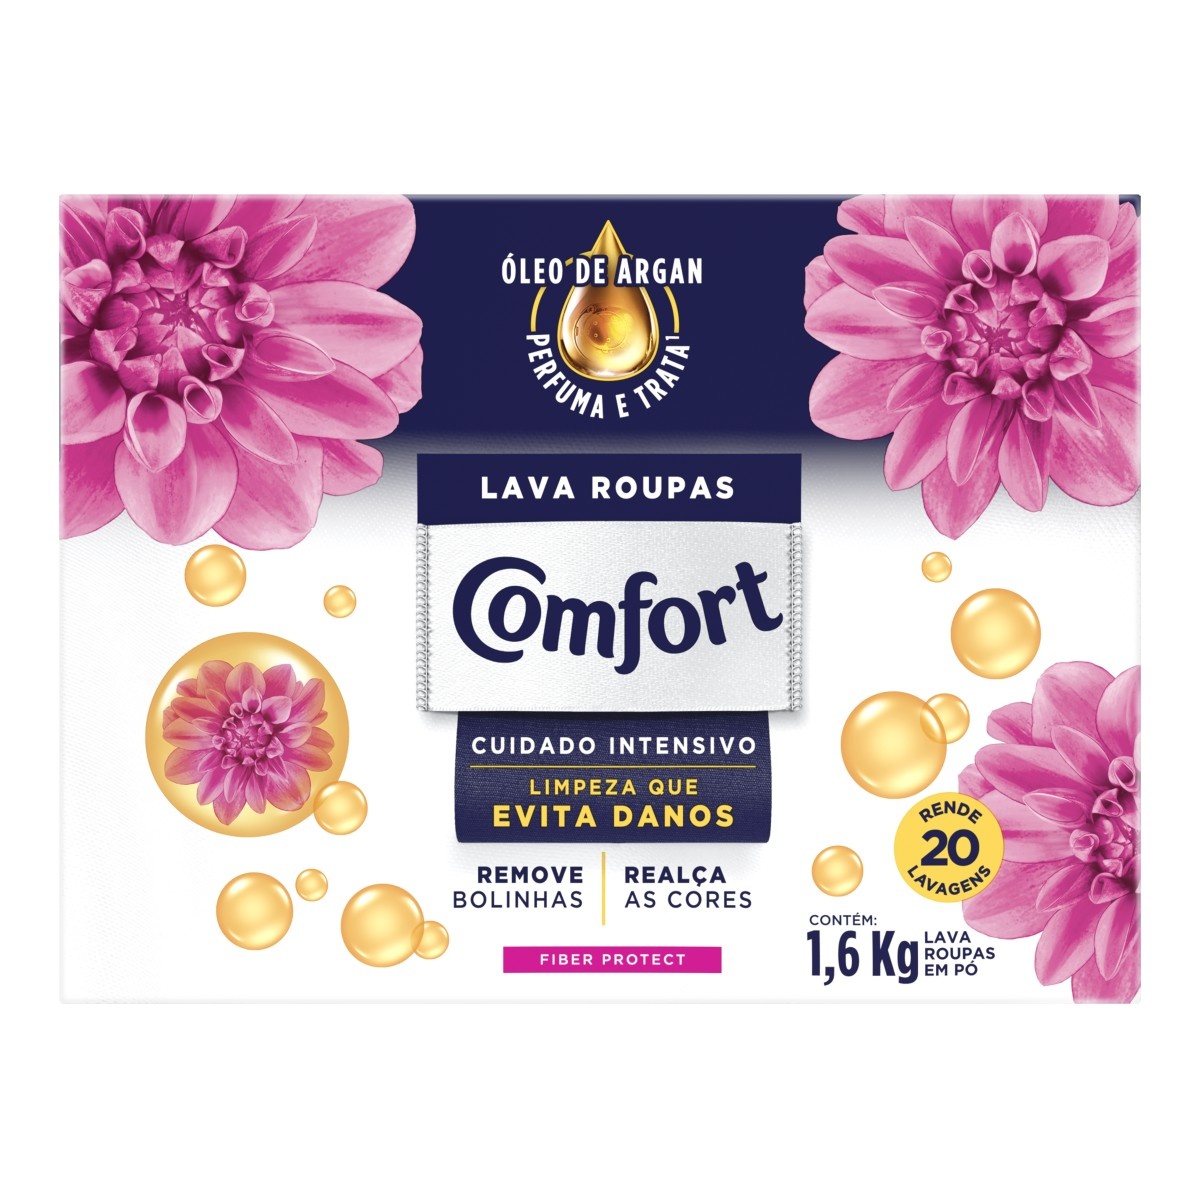 ÓLEO DE ARGAN
PERFUMA E TRATA¹
LAVA ROUPAS
Comfort
CUIDADO INTENSIVO
LIMPEZA QUE
EVITA DANOS
REMOVE
BOLINHAS
REALÇA
AS CORES
FIBER PROTECT
RENDE
20
LAVAGENS
CONTÉM:
1,6 Kg
LAVA
ROUPAS
EM PÓ